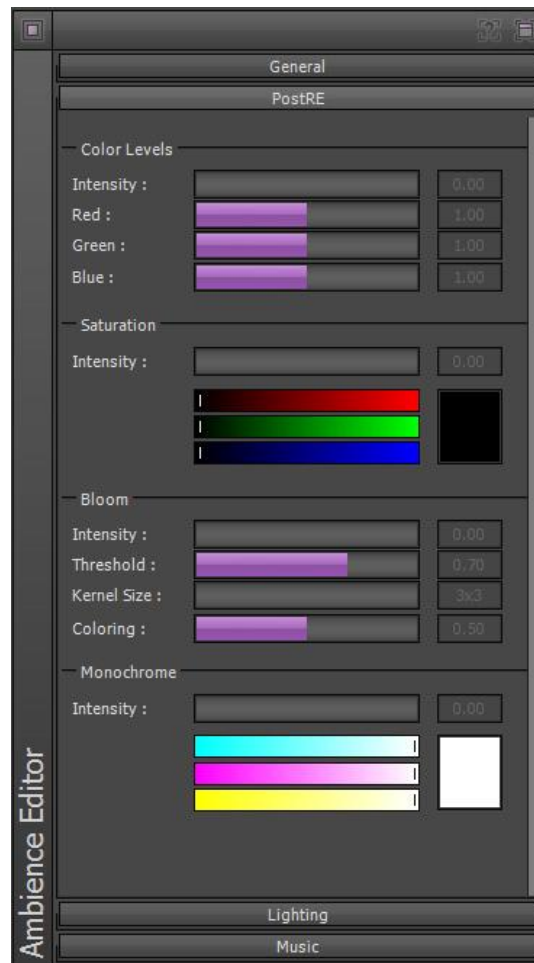 General
PostRE
Color Levels
Intensity : 0.00
Red : 1.00
Green : 1.00
Blue : 1.00
Saturation
Intensity : 0.00
Bloom
Intensity : 0.00
Threshold : 0.70
Kernel Size : 3x3
Coloring : 0.50
Monochrome
Intensity : 0.00
Ambience Editor
Lighting
Music